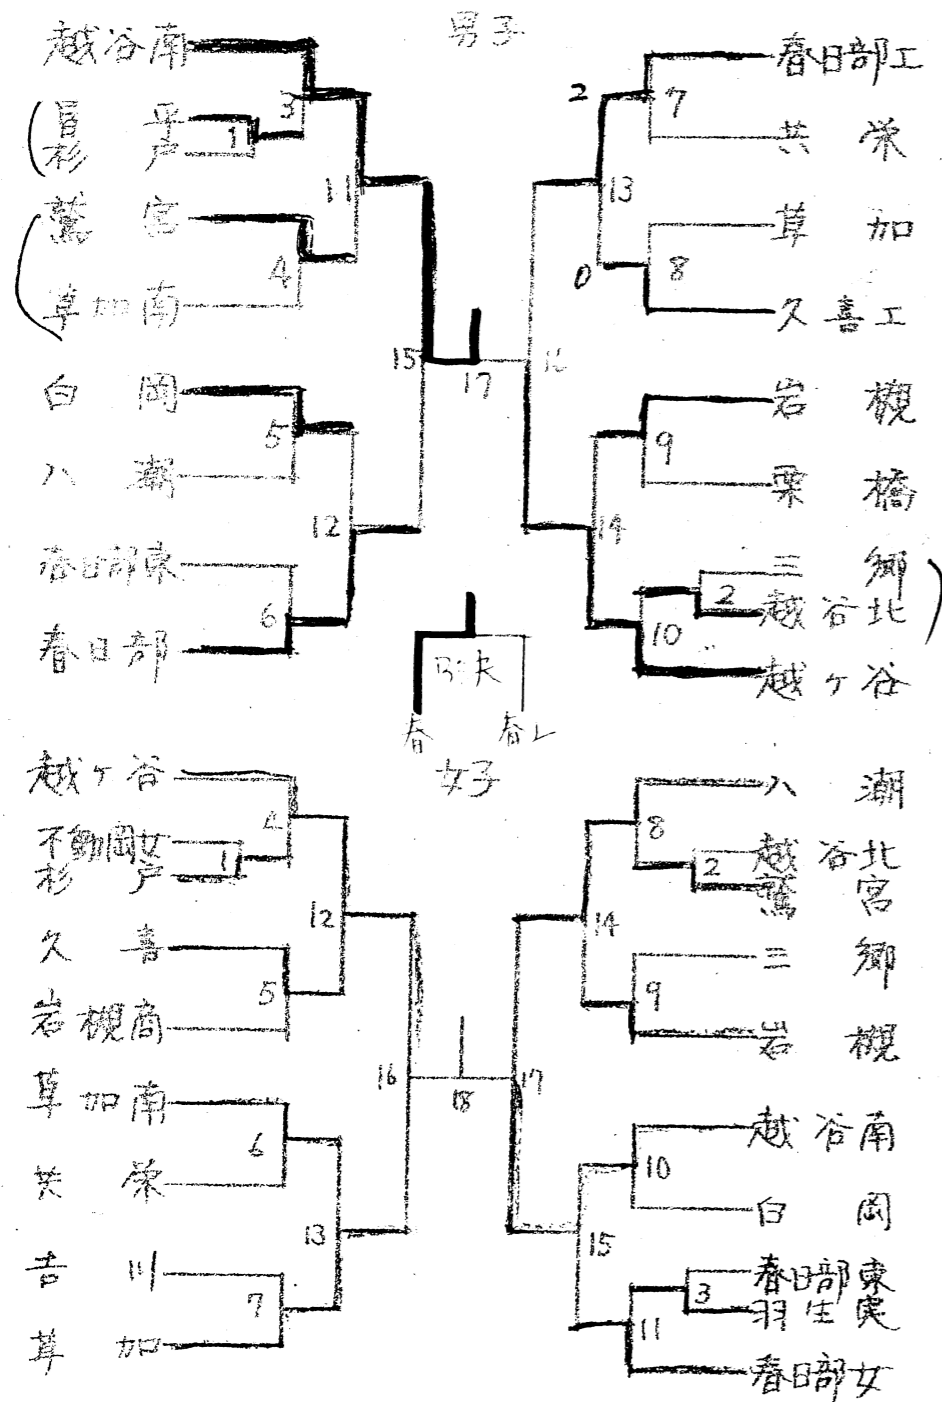 男子
越谷南
昌平
杉戸
鷲宮
草加南
白岡
八潮
春日部東
春日部
1
3
4
5
6
11
12
15
17
春日部工
共栄
草加
久喜工
岩槻
栗橋
三郷
越谷北
越ヶ谷
2
7
13
0
8
16
9
14
2
10
春
女子
越ヶ谷
不動岡女
杉戸
久喜
岩槻商
草加南
共栄
吉川
草加
4
1
12
5
16
6
13
7
18
八潮
越谷北
鷲宮
三郷
岩槻
越谷南
白岡
春日部東
羽生実
春日部女
8
2
14
9
17
10
15
3
11